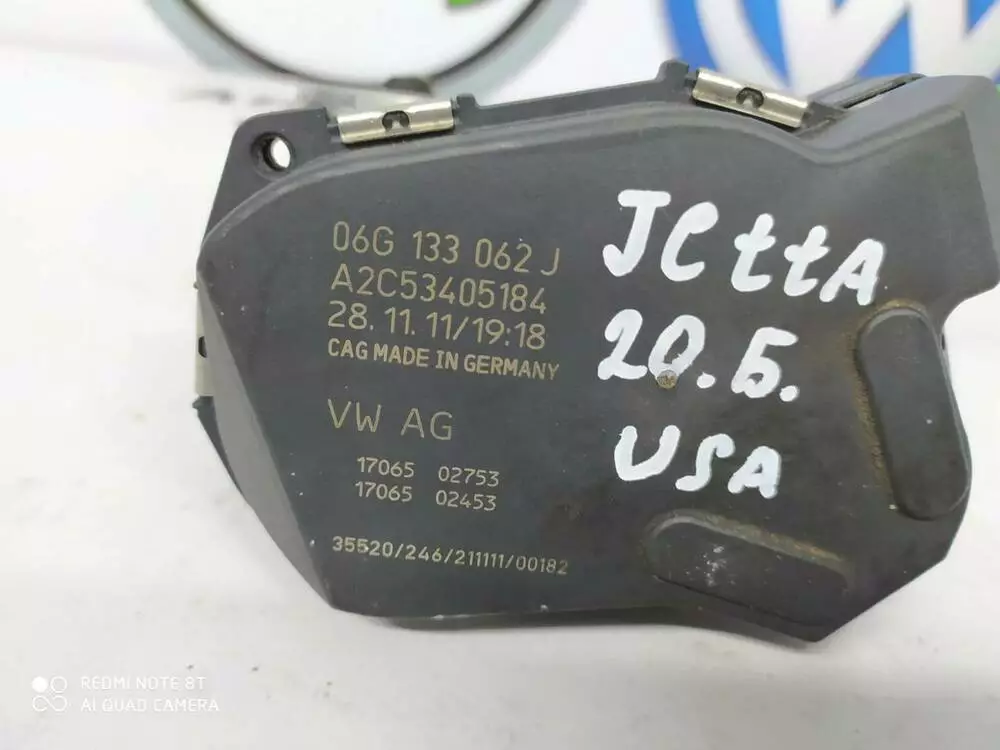 06G 133 062 J
A2C53405184
28.11.11/19:18
CAG MADE IN GERMANY
VW AG
17065 02753
17065 02453
35520/246/211111/00182
JettA
20.Б.
USA
REDMI NOTE 8T
AI QUAD CAMERA